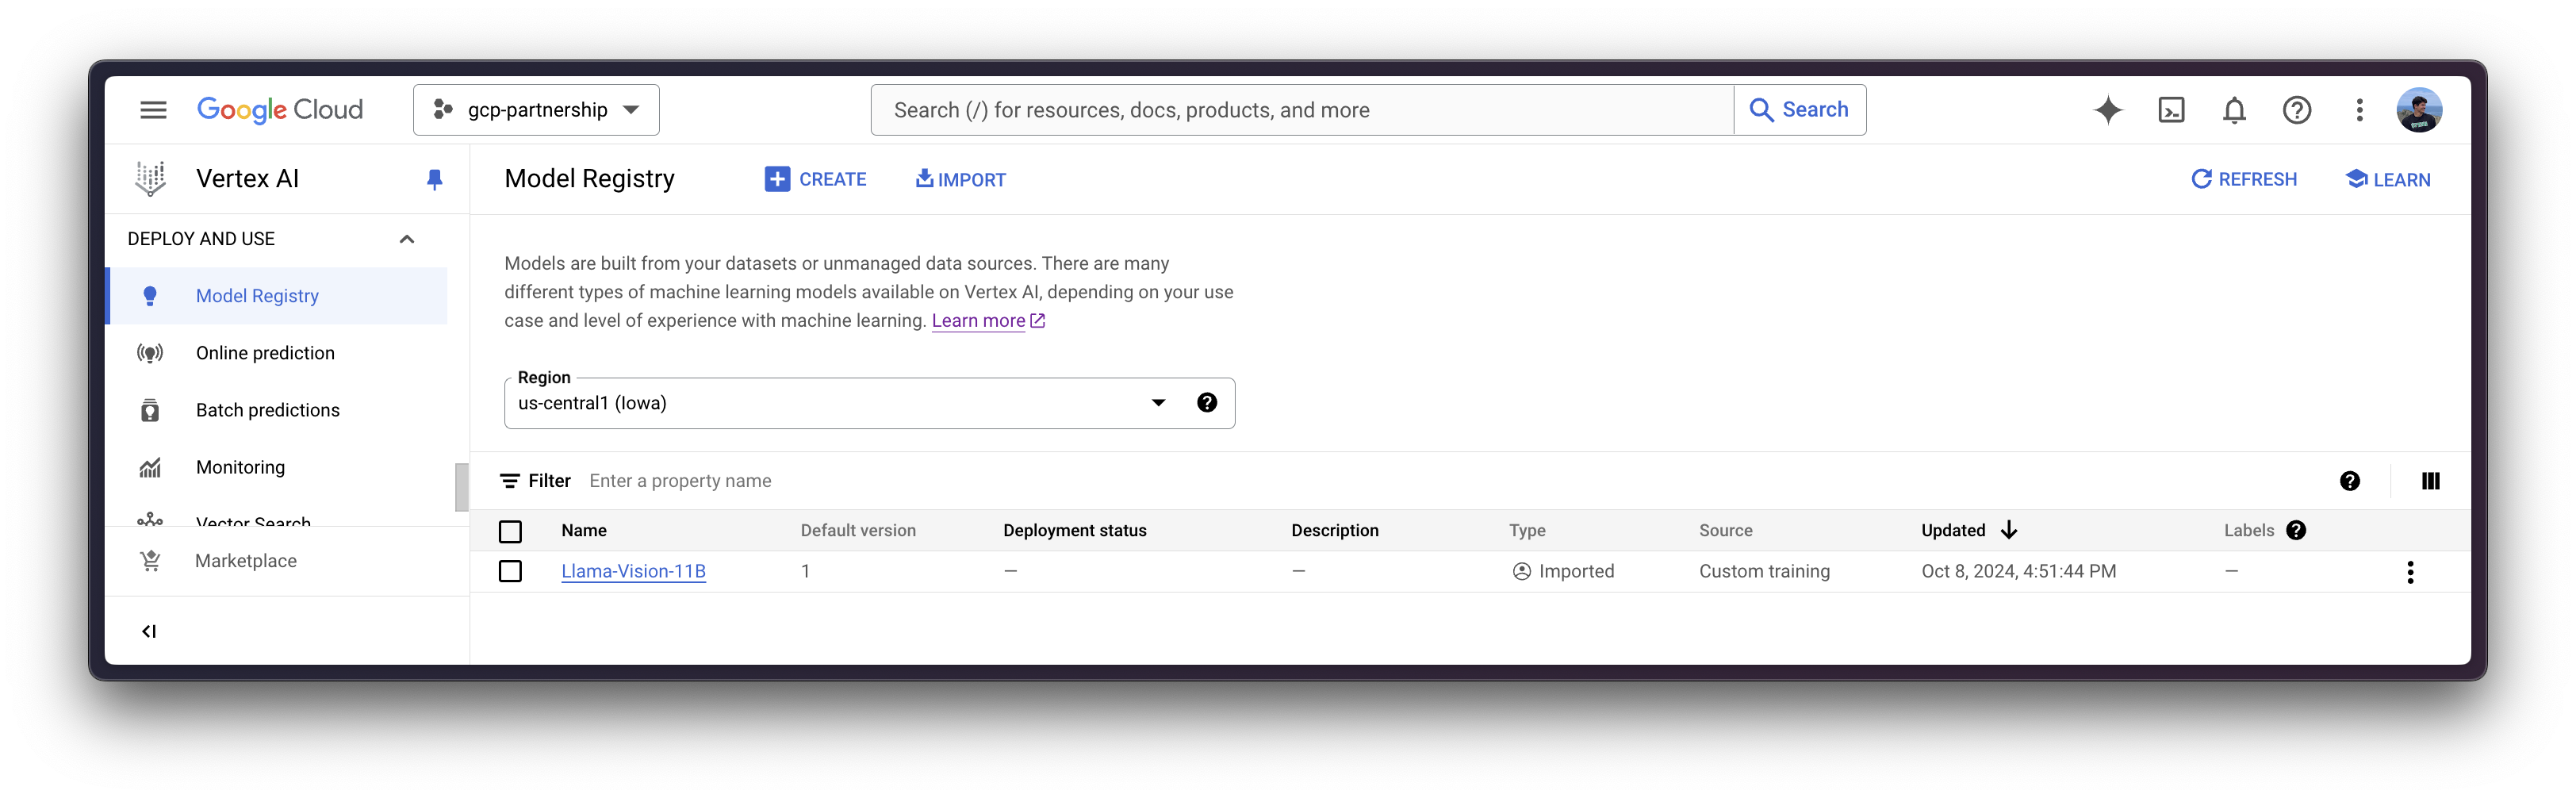 Google Cloud
gcp-partnership
Search (/) for resources, docs, products, and more
Search
Vertex AI
Model Registry
CREATE
IMPORT
REFRESH
LEARN
DEPLOY AND USE
Model Registry
Online prediction
Batch predictions
Monitoring
Vector Search
Marketplace
Models are built from your datasets or unmanaged data sources. There are many
different types of machine learning models available on Vertex AI, depending on your use
case and level of experience with machine learning. Learn more
Region
us-central1 (Iowa)
Filter Enter a property name
Name Default version Deployment status Description Type Source Updated Labels
Llama-Vision-11B 1 — — Imported Custom training Oct 8, 2024, 4:51:44 PM —